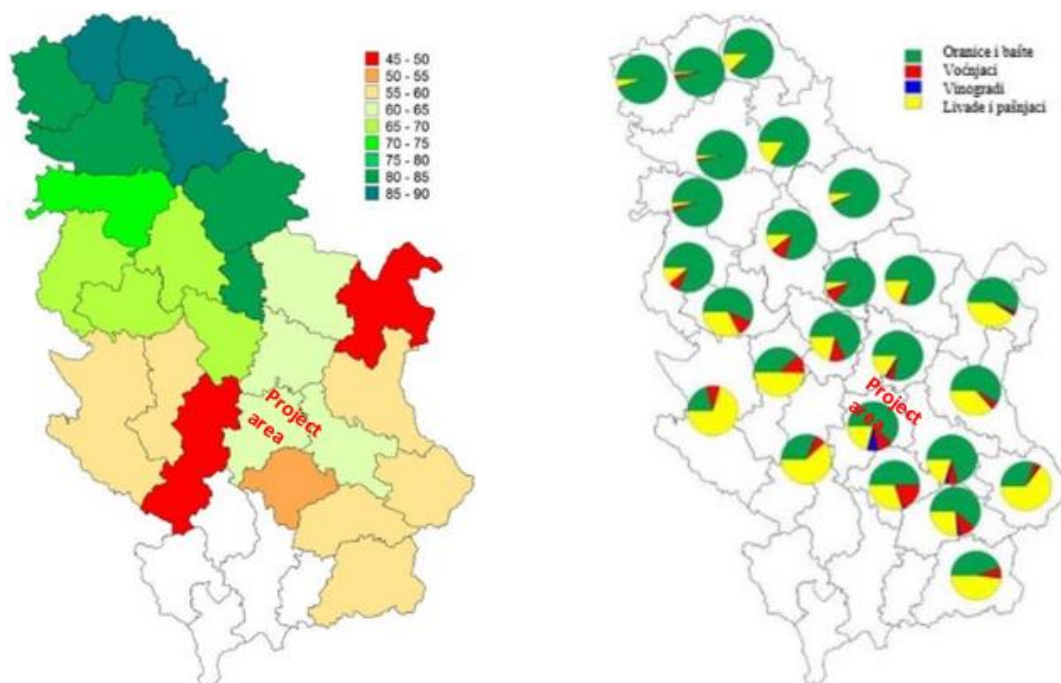 45 - 50
50 - 55
55 - 60
60 - 65
65 - 70
70 - 75
75 - 80
80 - 85
85 - 90
Project
area
Oranice i bašte
Voćnjaci
Vinogradi
Livade i pašnjaci
Project
area